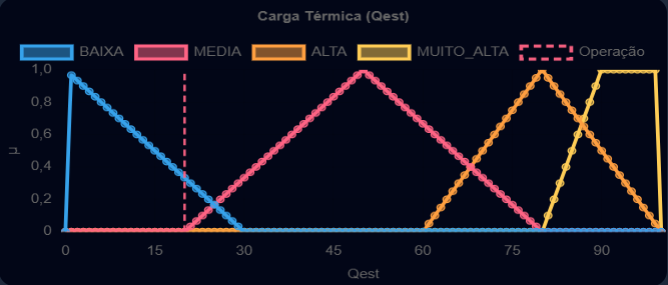 Carga Térmica (Qest)
BAIXA MEDIA ALTA MUITO_ALTA Operação
1,0
0,8
0,6
0,4
0,2
0
µ
0 15 30 45 60 75 90
Qest